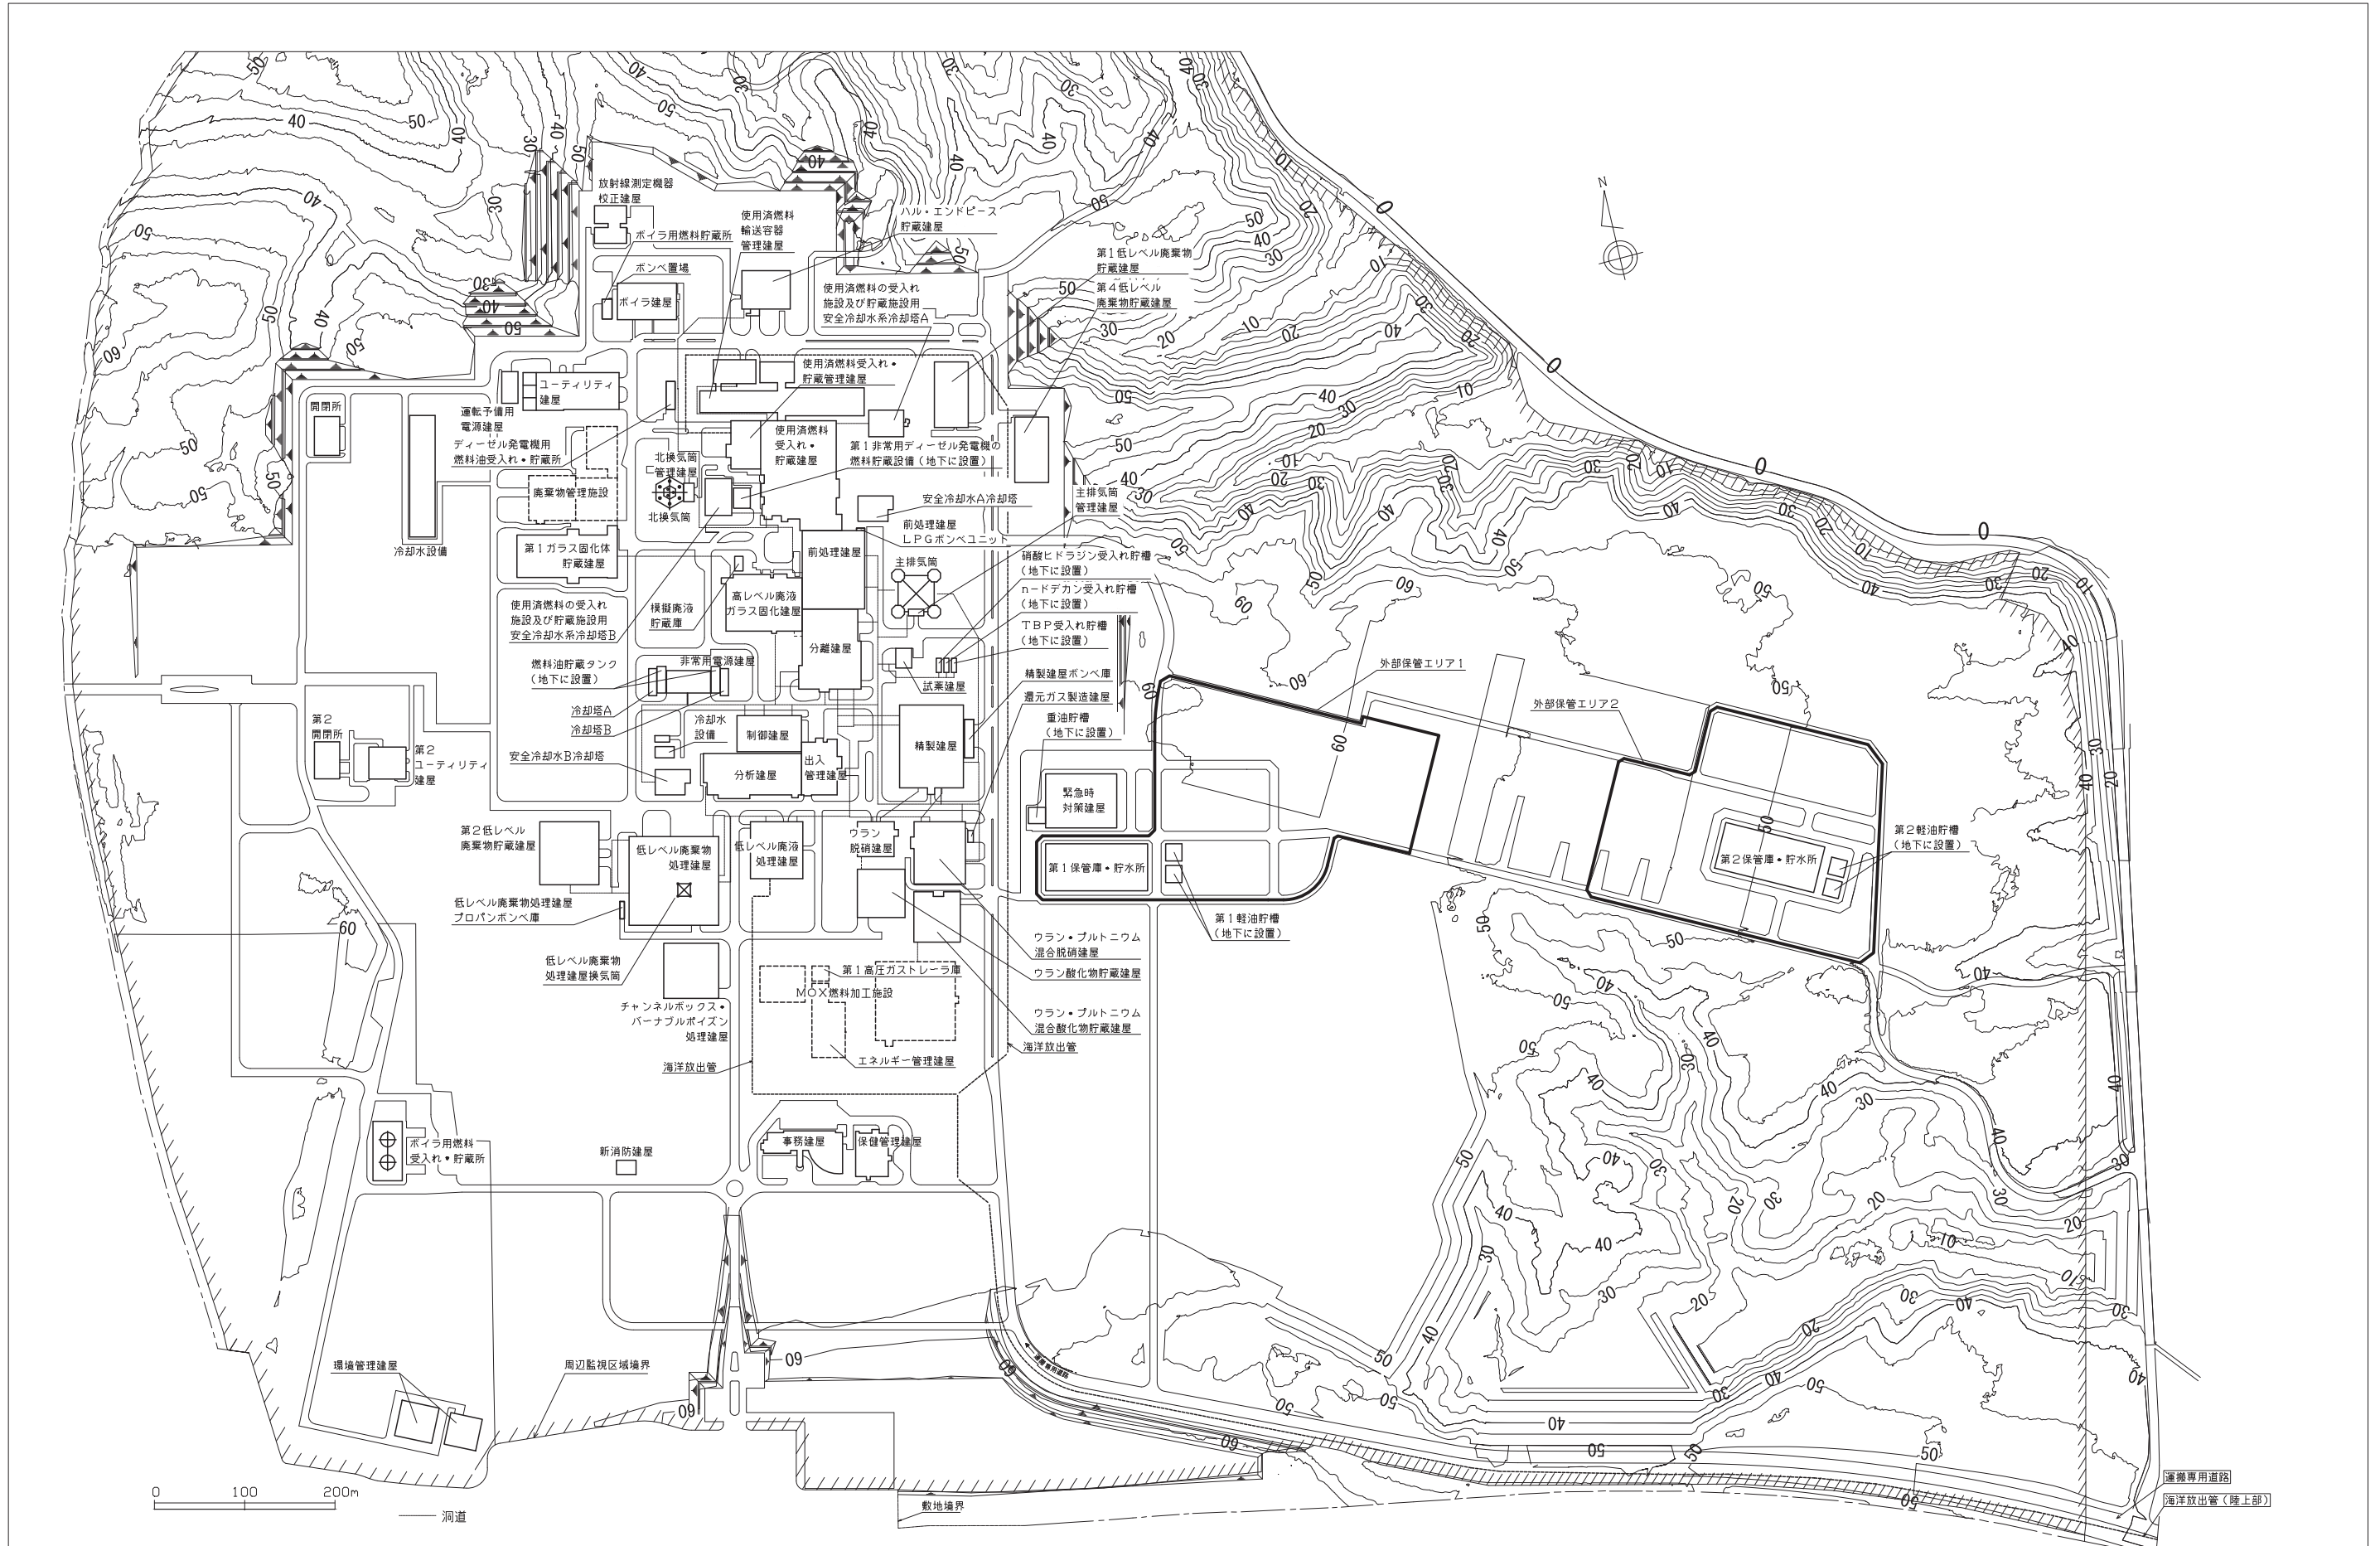 N
放射線測定機器
校正建屋
ボイラ用燃料貯蔵所
ボンベ置場
ボイラ建屋
使用済燃料
輸送容器
管理建屋
ハル・エンドピース
貯蔵建屋
使用済燃料の受入れ
施設及び貯蔵施設用
安全冷却水系冷却塔A
第1低レベル廃棄物
貯蔵建屋
第4低レベル
廃棄物貯蔵建屋
ユーティリティ
建屋
運転予備用
電源建屋
開閉所
ディーゼル発電機用
燃料油受入れ・貯蔵所
使用済燃料受入れ・
貯蔵管理建屋
使用済燃料
受入れ・
貯蔵建屋
第1非常用ディーゼル発電機の
燃料貯蔵設備(地下に設置)
北換気筒
管理建屋
北換気筒
廃棄物管理施設
冷却水設備
第1ガラス固化体
貯蔵建屋
安全冷却水A冷却塔
主排気筒
管理建屋
前処理建屋
LPGボンベユニット
前処理建屋
主排気筒
硝酸ヒドラジン受入れ貯槽
(地下に設置)
n-ドデカン受入れ貯槽
(地下に設置)
TBP受入れ貯槽
(地下に設置)
使用済燃料の受入れ
施設及び貯蔵施設用
安全冷却水系冷却塔B
模擬廃液
貯蔵庫
高レベル廃液
ガラス固化建屋
分離建屋
試薬建屋
燃料油貯蔵タンク
(地下に設置)
非常用電源建屋
冷却塔A
冷却塔B
冷却水
設備
制御建屋
安全冷却水B冷却塔
分析建屋
出入
管理建屋
精製建屋
精製建屋ボンベ庫
還元ガス製造建屋
重油貯槽
(地下に設置)
外部保管エリア1
外部保管エリア2
第2
開閉所
第2
ユーティリティ
建屋
緊急時
対策建屋
第1保管庫・貯水所
第2保管庫・貯水所
第2軽油貯槽
(地下に設置)
第1軽油貯槽
(地下に設置)
第2低レベル
廃棄物貯蔵建屋
低レベル廃棄物
処理建屋
低レベル廃液
処理建屋
ウラン
脱硝建屋
低レベル廃棄物処理建屋
プロパンボンベ庫
低レベル廃棄物
処理建屋換気筒
チャンネルボックス・
バーナブルポイズン
処理建屋
第1高圧ガストレーラ庫
MOX燃料加工施設
エネルギー管理建屋
ウラン・プルトニウム
混合脱硝建屋
ウラン酸化物貯蔵建屋
ウラン・プルトニウム
混合酸化物貯蔵建屋
海洋放出管
海洋放出管
ボイラ用燃料
受入れ・貯蔵所
新消防建屋
事務建屋
保健管理建屋
環境管理建屋
周辺監視区域境界
運搬専用道路
敷地境界
運搬専用道路
海洋放出管(陸上部)
0 100 200m
洞道